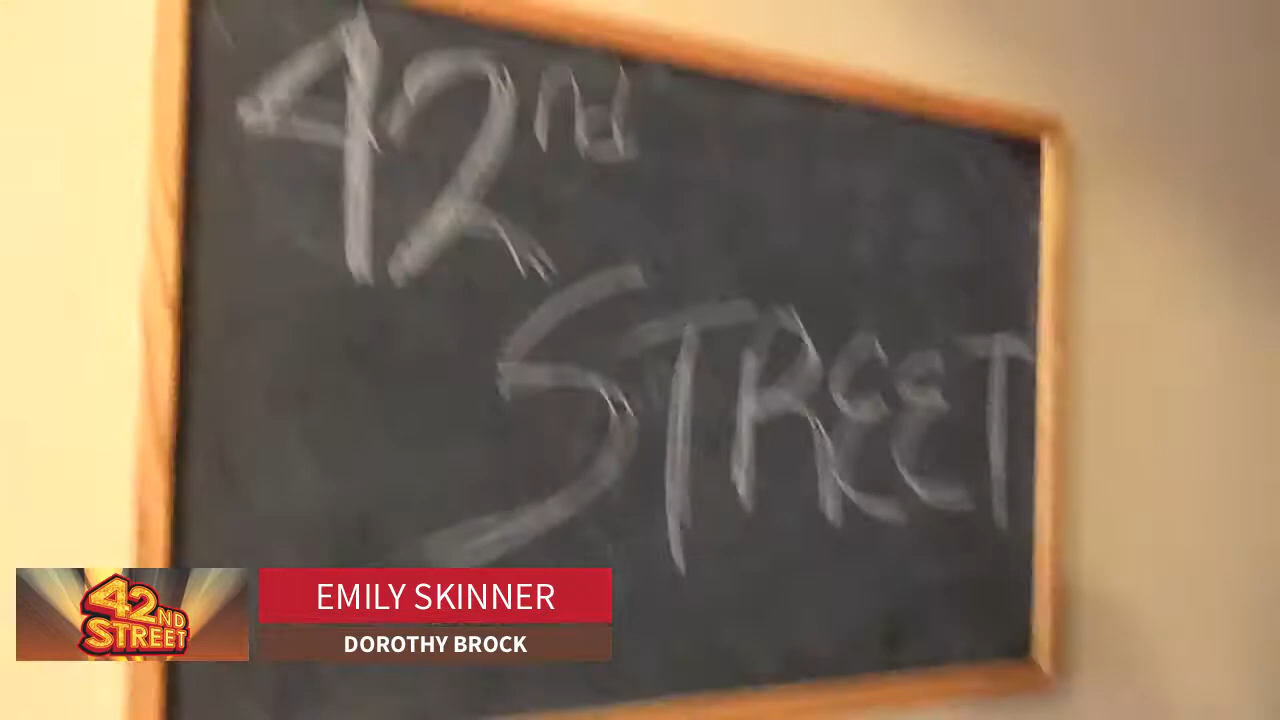 42nd
STREET
42ND
STREET
EMILY SKINNER
DOROTHY BROCK